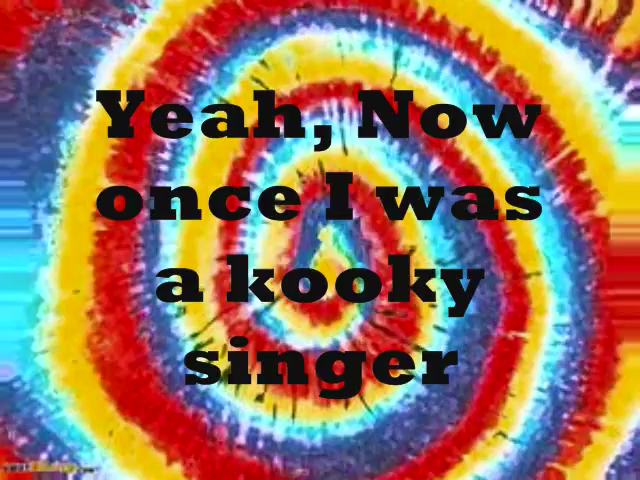 Yeah, Now
once I was
a kooky
singer